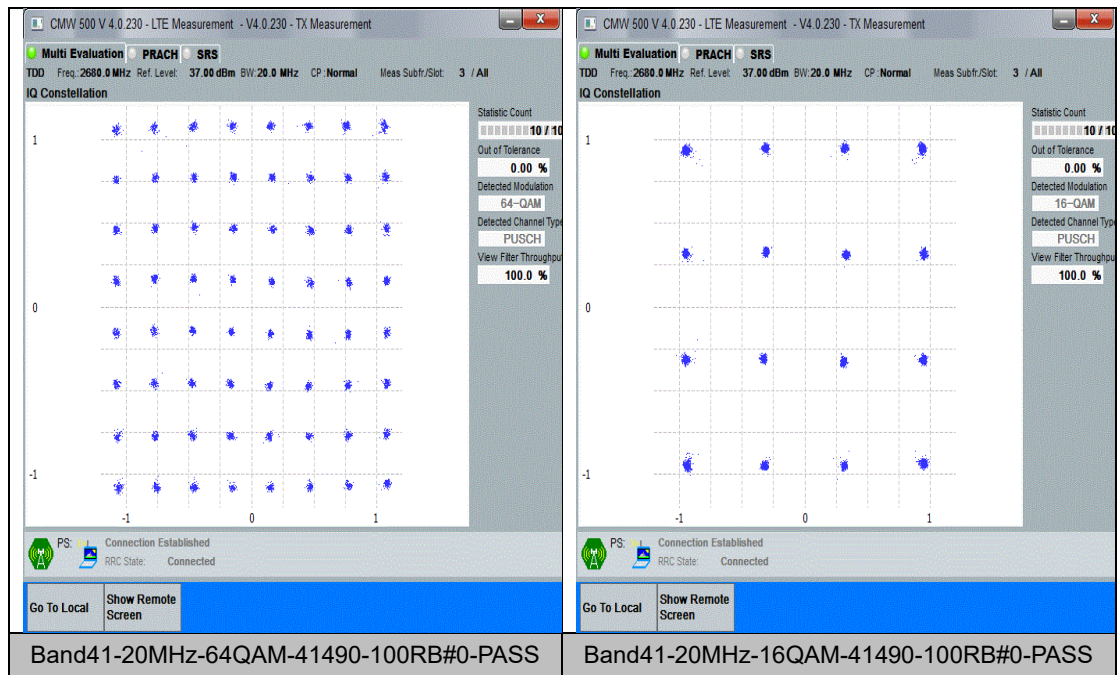 CMW 500 V 4.0.230 - LTE Measurement - V4.0.230 - TX Measurement
Multi Evaluation PRACH SRS
TDD Freq.: 2680.0 MHz Ref. Level: 37.00 dBm BW: 20.0 MHz CP : Normal Meas Subfr./Slot: 3 / All
IQ Constellation
Statistic Count
10 / 10
Out of Tolerance
0.00 %
Detected Modulation
64-QAM
Detected Channel Type
PUSCH
View Filter Throughput
100.0 %
1
0
-1
-1 0 1
PS: Connection Established
RRC State: Connected
Go To Local
Show Remote
Screen
Band41-20MHz-64QAM-41490-100RB#0-PASS
CMW 500 V 4.0.230 - LTE Measurement - V4.0.230 - TX Measurement
Multi Evaluation PRACH SRS
TDD Freq.: 2680.0 MHz Ref. Level: 37.00 dBm BW: 20.0 MHz CP : Normal Meas Subfr./Slot: 3 / All
IQ Constellation
Statistic Count
10 / 10
Out of Tolerance
0.00 %
Detected Modulation
16-QAM
Detected Channel Type
PUSCH
View Filter Throughput
100.0 %
1
0
-1
-1 0 1
PS: Connection Established
RRC State: Connected
Go To Local
Show Remote
Screen
Band41-20MHz-16QAM-41490-100RB#0-PASS